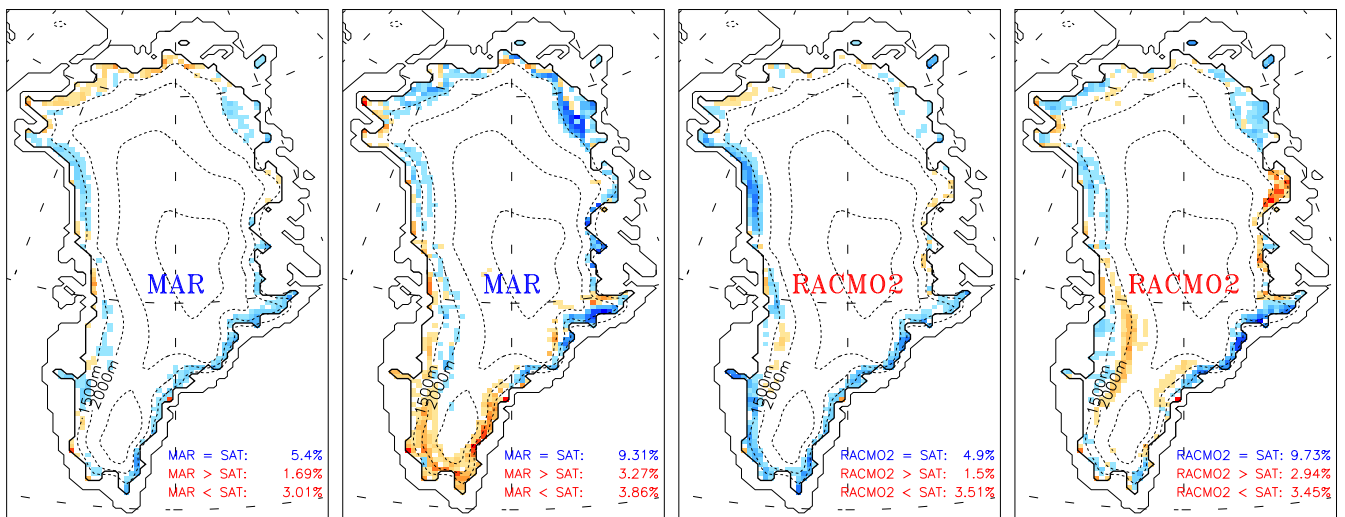 MAR
1500m
2000m
MAR = SAT: 5.4%
MAR > SAT: 1.69%
MAR < SAT: 3.01%
MAR
1500m
2000m
MAR = SAT: 9.31%
MAR > SAT: 3.27%
MAR < SAT: 3.86%
RACMO2
1500m
2000m
RACMO2 = SAT: 4.9%
RACMO2 > SAT: 1.5%
RACMO2 < SAT: 3.51%
RACMO2
1500m
2000m
RACMO2 = SAT: 9.73%
RACMO2 > SAT: 2.94%
RACMO2 < SAT: 3.45%